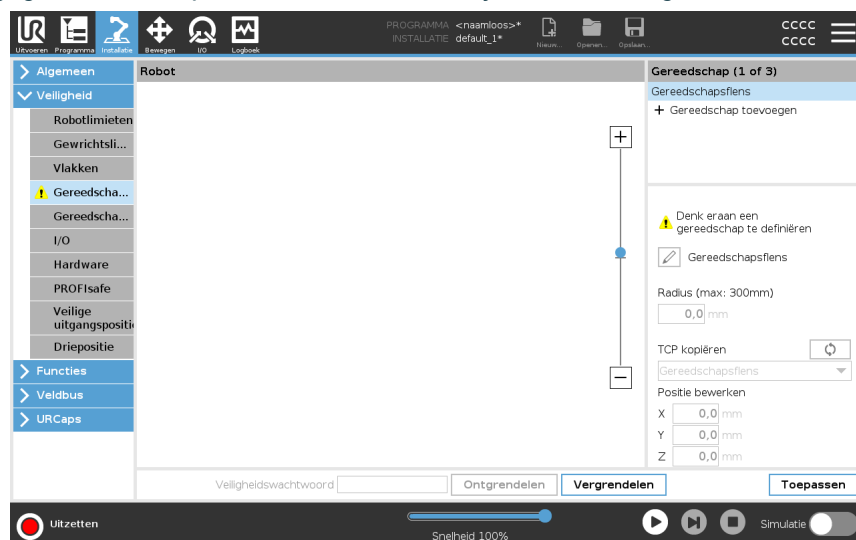 PROGRAMMA <naamloos>*
INSTALLATIE default_1*
Uitvoeren Programma Installatie Bewegen I/O Logboek Nieuw... Openen... Opslaan...
CCCC
CCCC
Algemeen
Veiligheid
Robotlimieten
Gewrichtsli...
Vlakken
Gereedscha...
Gereedscha...
I/O
Hardware
PROFIsafe
Veilige
uitgangspositi
Driepositie
Functies
Veldbus
URCaps
Robot
Gereedschap (1 of 3)
Gereedschapsflens
+ Gereedschap toevoegen
Denk eraan een
gereedschap te definiëren
Gereedschapsflens
Radius (max: 300mm)
0,0 mm
TCP kopiëren
Gereedschapsflens
Positie bewerken
X 0,0 mm
Y 0,0 mm
Z 0,0 mm
Veiligheidswachtwoord Ontgrendelen Vergrendelen Toepassen
Uitzetten
Snelheid 100%
Simulatie